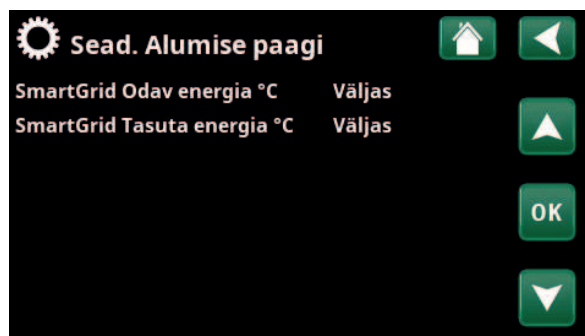 Sead. Alumise paagi
SmartGrid Odav energia °C Väljas
SmartGrid Tasuta energia °C Väljas
OK